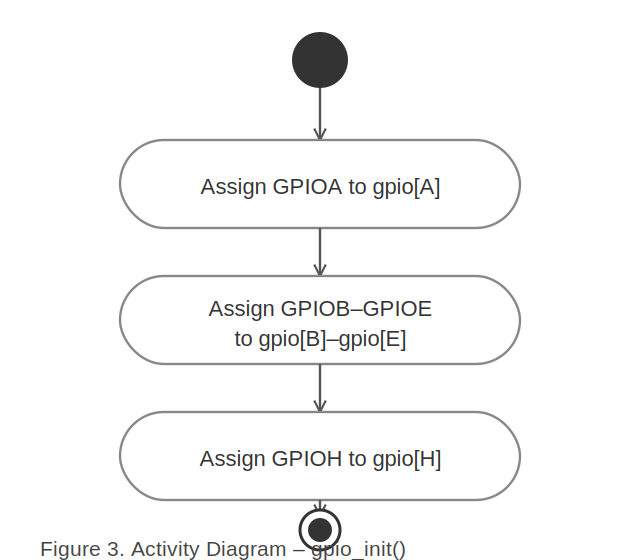 Assign GPIOA to gpio[A]
Assign GPIOB–GPIOE
to gpio[B]–gpio[E]
Assign GPIOH to gpio[H]
Figure 3. Activity Diagram – gpio_init()